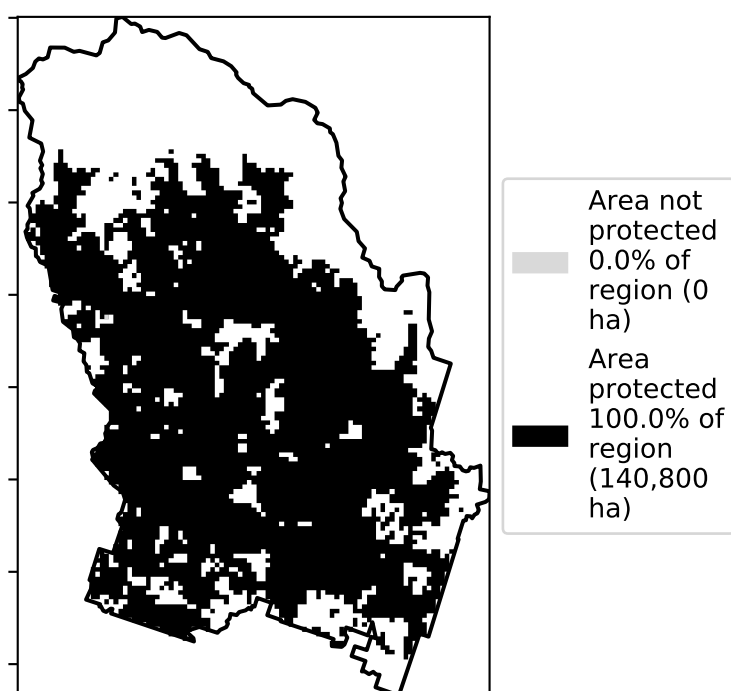 Area not
protected
0.0% of
region (0
ha)
Area
protected
100.0% of
region
(140,800
ha)